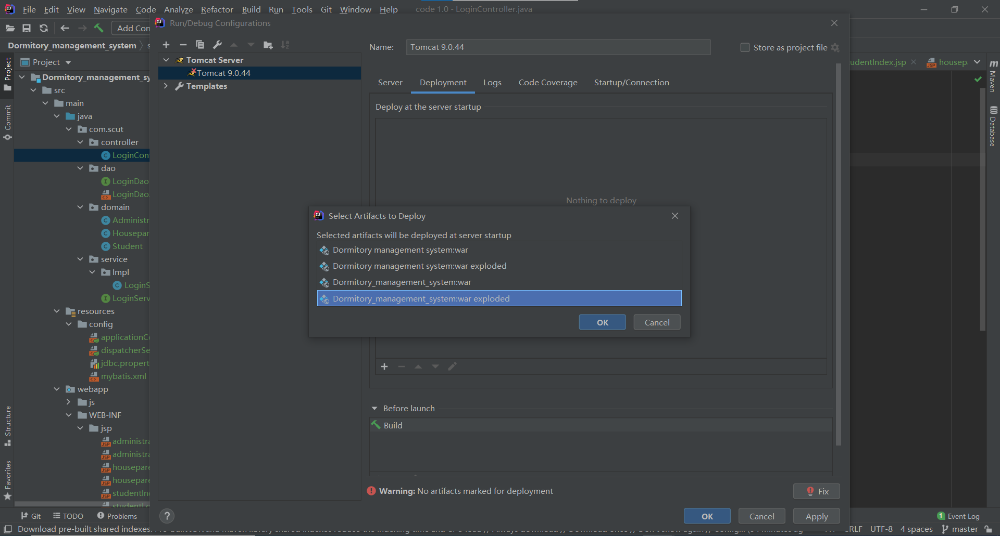 File Edit View Navigate Code Analyze Refactor Build Run Tools Git Window Help code 1.0 - LoginController.java
Run/Debug Configurations
Add Con
Dormitory_management_system
Name: Tomcat 9.0.44 Store as project file
Project
Tomcat Server
Tomcat 9.0.44
Templates
udentIndex.jsp
housepa
Dormitory_management_sy
src
main
java
com.scut
controller
LoginCont
dao
LoginDao
LoginDao.
domain
Administr
Housepar
Student
service
Impl
LoginS
LoginServ
resources
config
applicationCo
dispatcherSe
jdbc.propert
mybatis.xml
webapp
js
WEB-INF
jsp
administra
administra
housepare
housepare
studentInd
studentLo
Server Deployment Logs Code Coverage Startup/Connection
Deploy at the server startup
Nothing to deploy
Select Artifacts to Deploy
Selected artifacts will be deployed at server startup
Dormitory management system:war
Dormitory management system:war exploded
Dormitory_management_system:war
Dormitory_management_system:war exploded
OK Cancel
Before launch
Build
Warning: No artifacts marked for deployment
Fix
OK Cancel Apply
Project
Commit
Structure
Favorites
Maven
Database
Git TODO Problems
Event Log
Download pre-built shared indexes:
CRLF UTF-8 4 spaces master